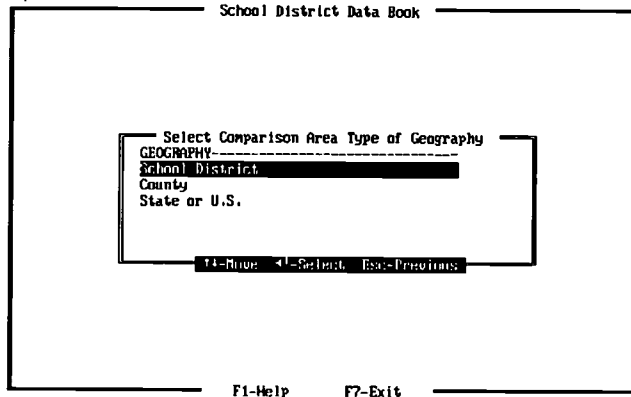 School District Data Book
Select Comparison Area Type of Geography
GEOGRAPHY
School District
County
State or U.S.
↑↓-Move ↵-Select Esc-Previous
F1-Help F7-Exit